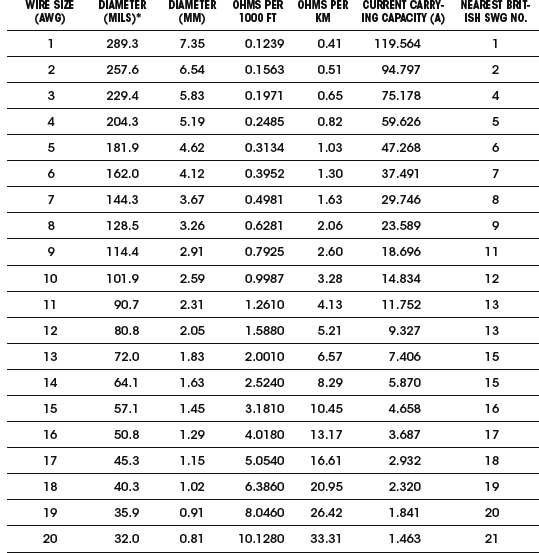 WIRE SIZE DIAMETER DIAMETER OHMS PER OHMS PER CURRENT CARRY- NEAREST BRIT-
(AWG) (MILS)* (MM) 1000 FT KM ING CAPACITY (A) ISH SWG NO.
1 289.3 7.35 0.1239 0.41 119.564 1
2 257.6 6.54 0.1563 0.51 94.797 2
3 229.4 5.83 0.1971 0.65 75.178 4
4 204.3 5.19 0.2485 0.82 59.626 5
5 181.9 4.62 0.3134 1.03 47.268 6
6 162.0 4.12 0.3952 1.30 37.491 7
7 144.3 3.67 0.4981 1.63 29.746 8
8 128.5 3.26 0.6281 2.06 23.589 9
9 114.4 2.91 0.7925 2.60 18.696 11
10 101.9 2.59 0.9987 3.28 14.834 12
11 90.7 2.31 1.2610 4.13 11.752 13
12 80.8 2.05 1.5880 5.21 9.327 13
13 72.0 1.83 2.0010 6.57 7.406 15
14 64.1 1.63 2.5240 8.29 5.870 15
15 57.1 1.45 3.1810 10.45 4.658 16
16 50.8 1.29 4.0180 13.17 3.687 17
17 45.3 1.15 5.0540 16.61 2.932 18
18 40.3 1.02 6.3860 20.95 2.320 19
19 35.9 0.91 8.0460 26.42 1.841 20
20 32.0 0.81 10.1280 33.31 1.463 21